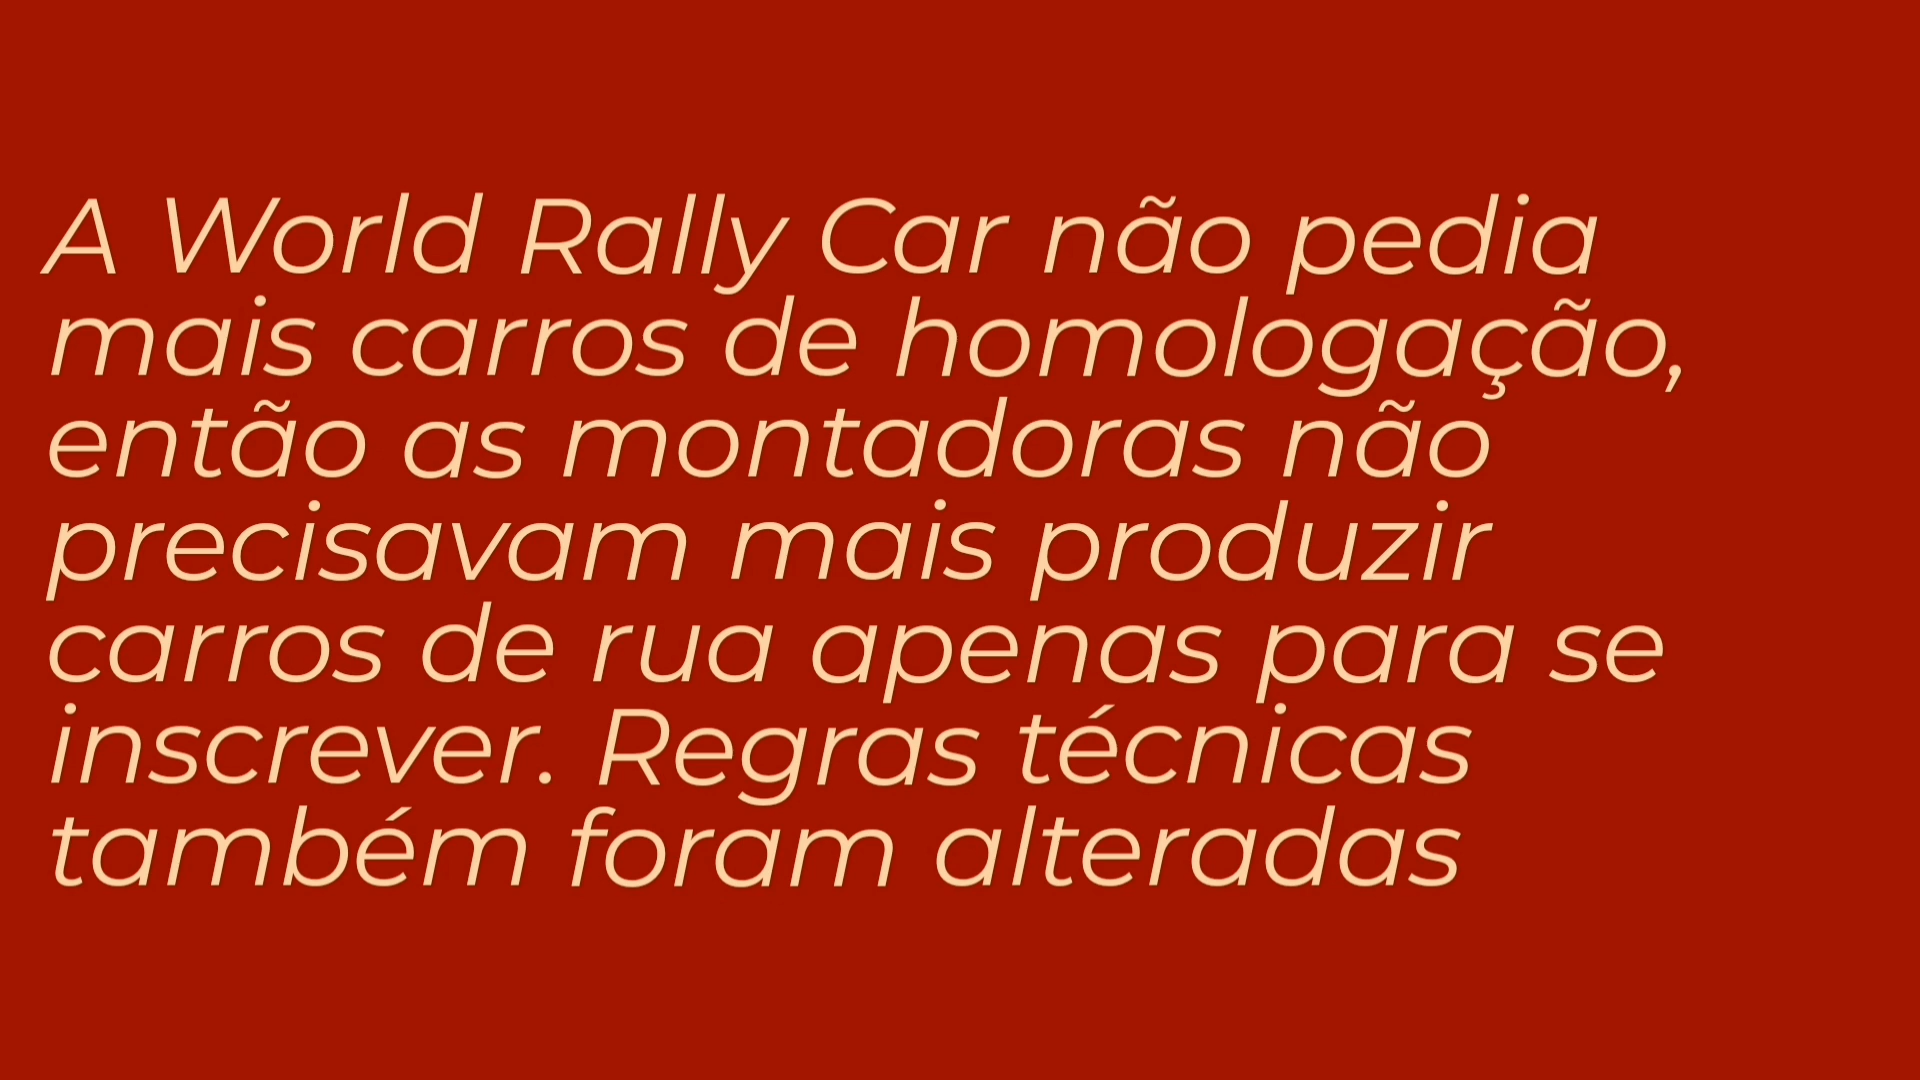 A World Rally Car não pedia
mais carros de homologação,
então as montadoras não
precisavam mais produzir
carros de rua apenas para se
inscrever. Regras técnicas
também foram alteradas